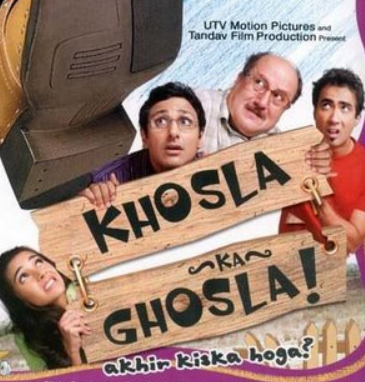 UTV Motion Pictures and
Tandav Film Production Present
KHOSLA
~KA~
GHOSLA!
akhir kiska hoga?